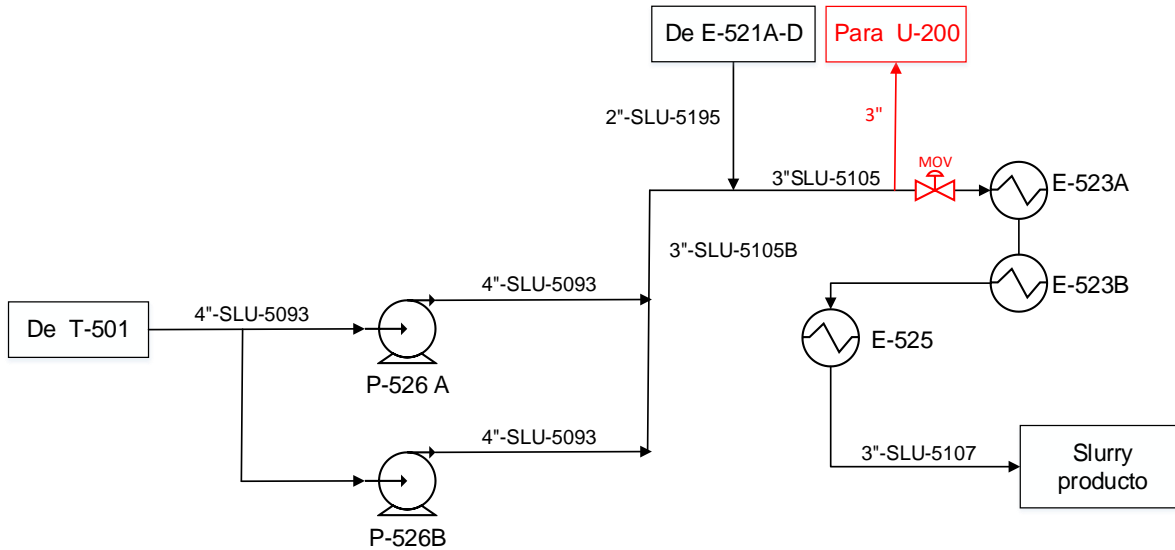 De E-521A-D
Para U-200
2"-SLU-5195
3"
MOV
3"SLU-5105
E-523A
3"-SLU-5105B
4"-SLU-5093
E-523B
De T-501
4"-SLU-5093
E-525
P-526 A
4"-SLU-5093
3"-SLU-5107
Slurry
producto
P-526B